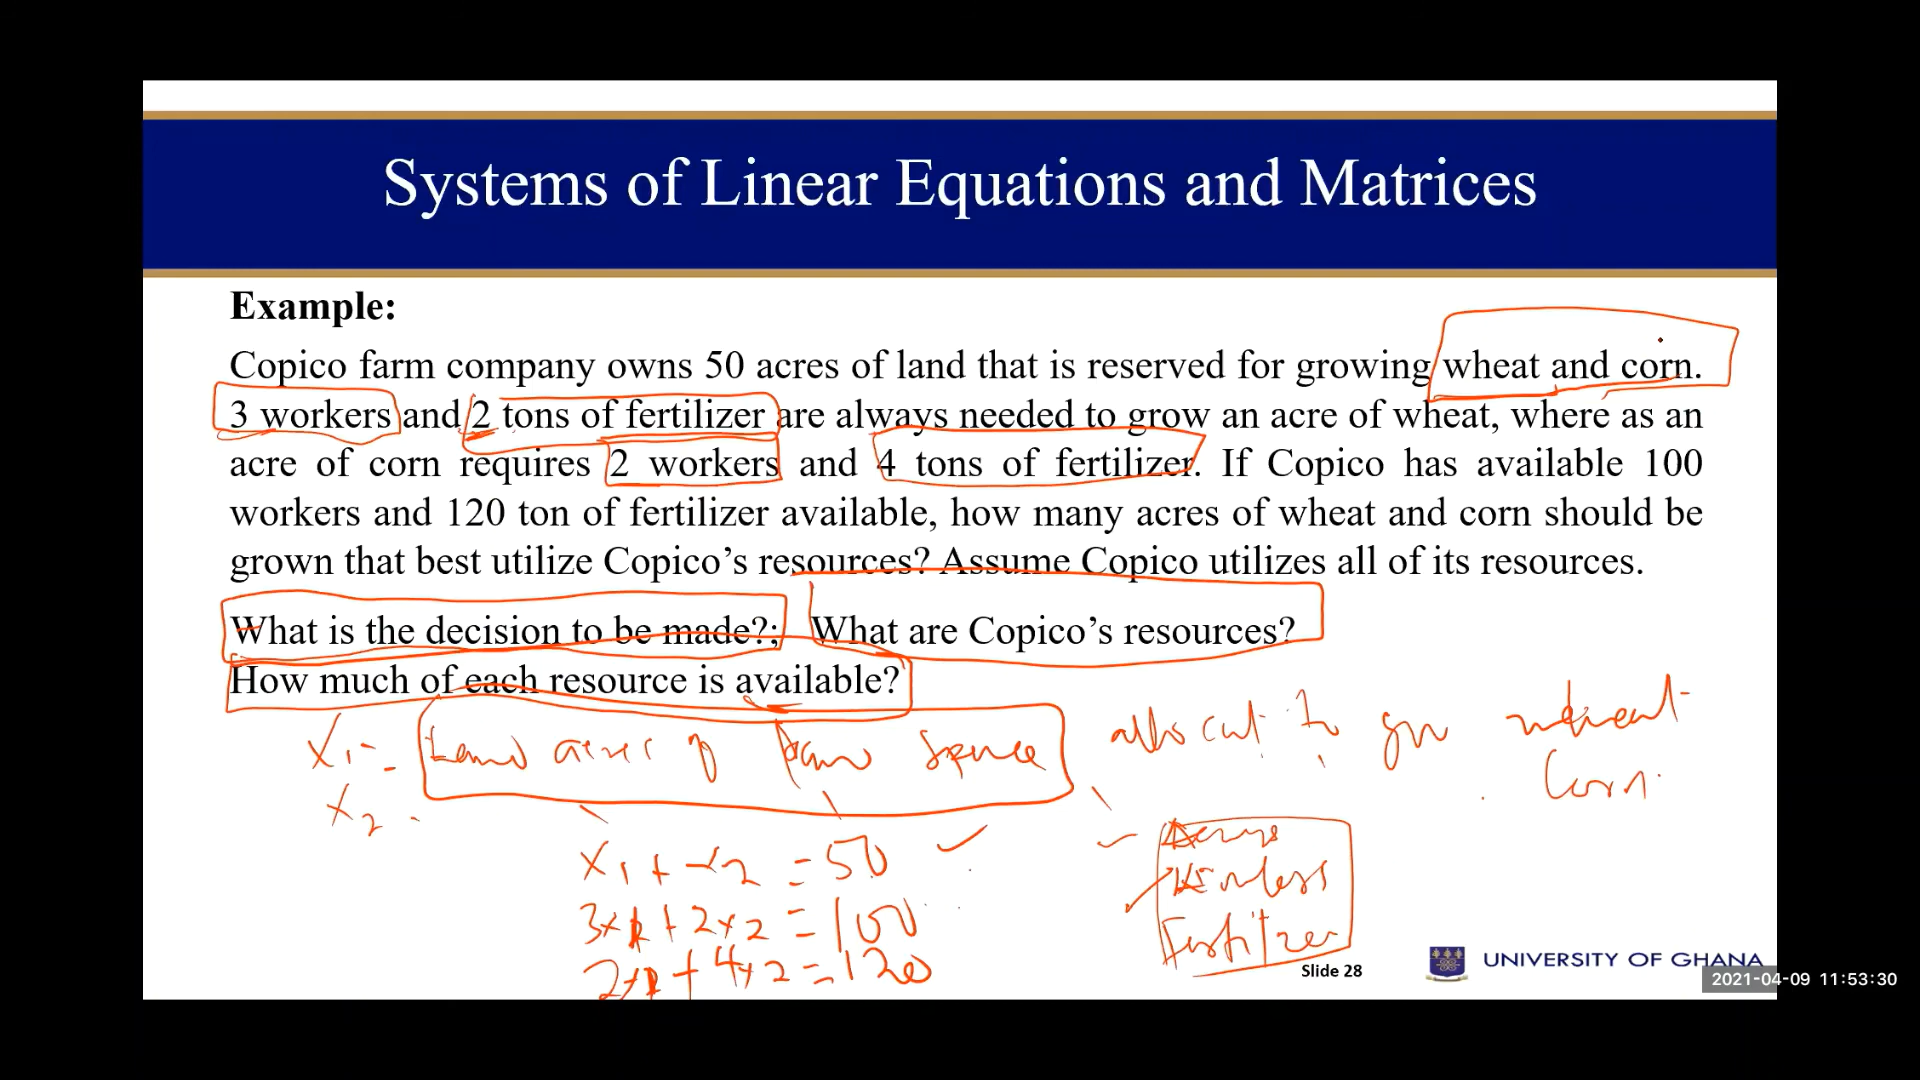 Systems of Linear Equations and Matrices
Example:
Copico farm company owns 50 acres of land that is reserved for growing wheat and corn.
3 workers and 2 tons of fertilizer are always needed to grow an acre of wheat, where as an
acre of corn requires 2 workers and 4 tons of fertilizer. If Copico has available 100
workers and 120 ton of fertilizer available, how many acres of wheat and corn should be
grown that best utilize Copico's resources? Assume Copico utilizes all of its resources.
What is the decision to be made?; What are Copico's resources?
How much of each resource is available?
x1 = Land acres of space to wheat
x2 Corn
x1 + x2 = 50
3x1 + 2x2 = 100
2x1 + 4x2 = 120
Fertilizer
Slide 28
UNIVERSITY OF GHANA
2021-04-09 11:53:30